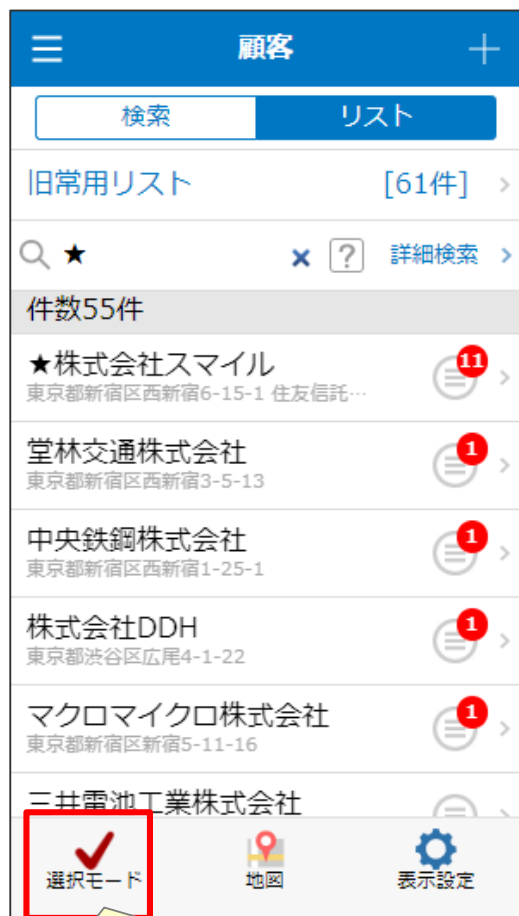 顧客
検索 リスト
旧常用リスト [61件]
★ ? 詳細検索
件数55件
★株式会社スマイル 11
東京都新宿区西新宿6-15-1 住友信託…
堂林交通株式会社 1
東京都新宿区西新宿3-5-13
中央鉄鋼株式会社 1
東京都新宿区西新宿1-25-1
株式会社DDH 1
東京都渋谷区広尾4-1-22
マクロマイクロ株式会社 1
東京都新宿区新宿5-11-16
三井電池工業株式会社
選択モード 地図 表示設定